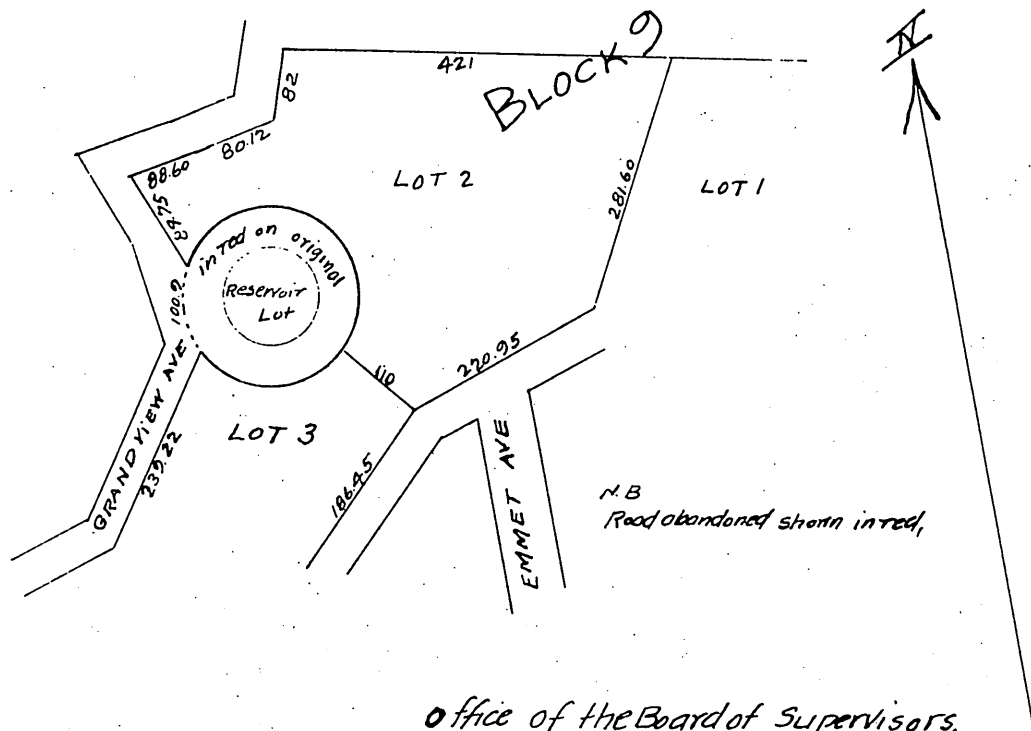 BLOCK 9
N
421
82
80.12
88.60
89.75
LOT 2
LOT 1
281.60
in red on original
Reservoir
Lot
100.2
110
220.95
GRANDVIEW AVE
239.22
LOT 3
186.45
EMMET AVE
N.B
Road abandoned shown in red,
Office of the Board of Supervisors.